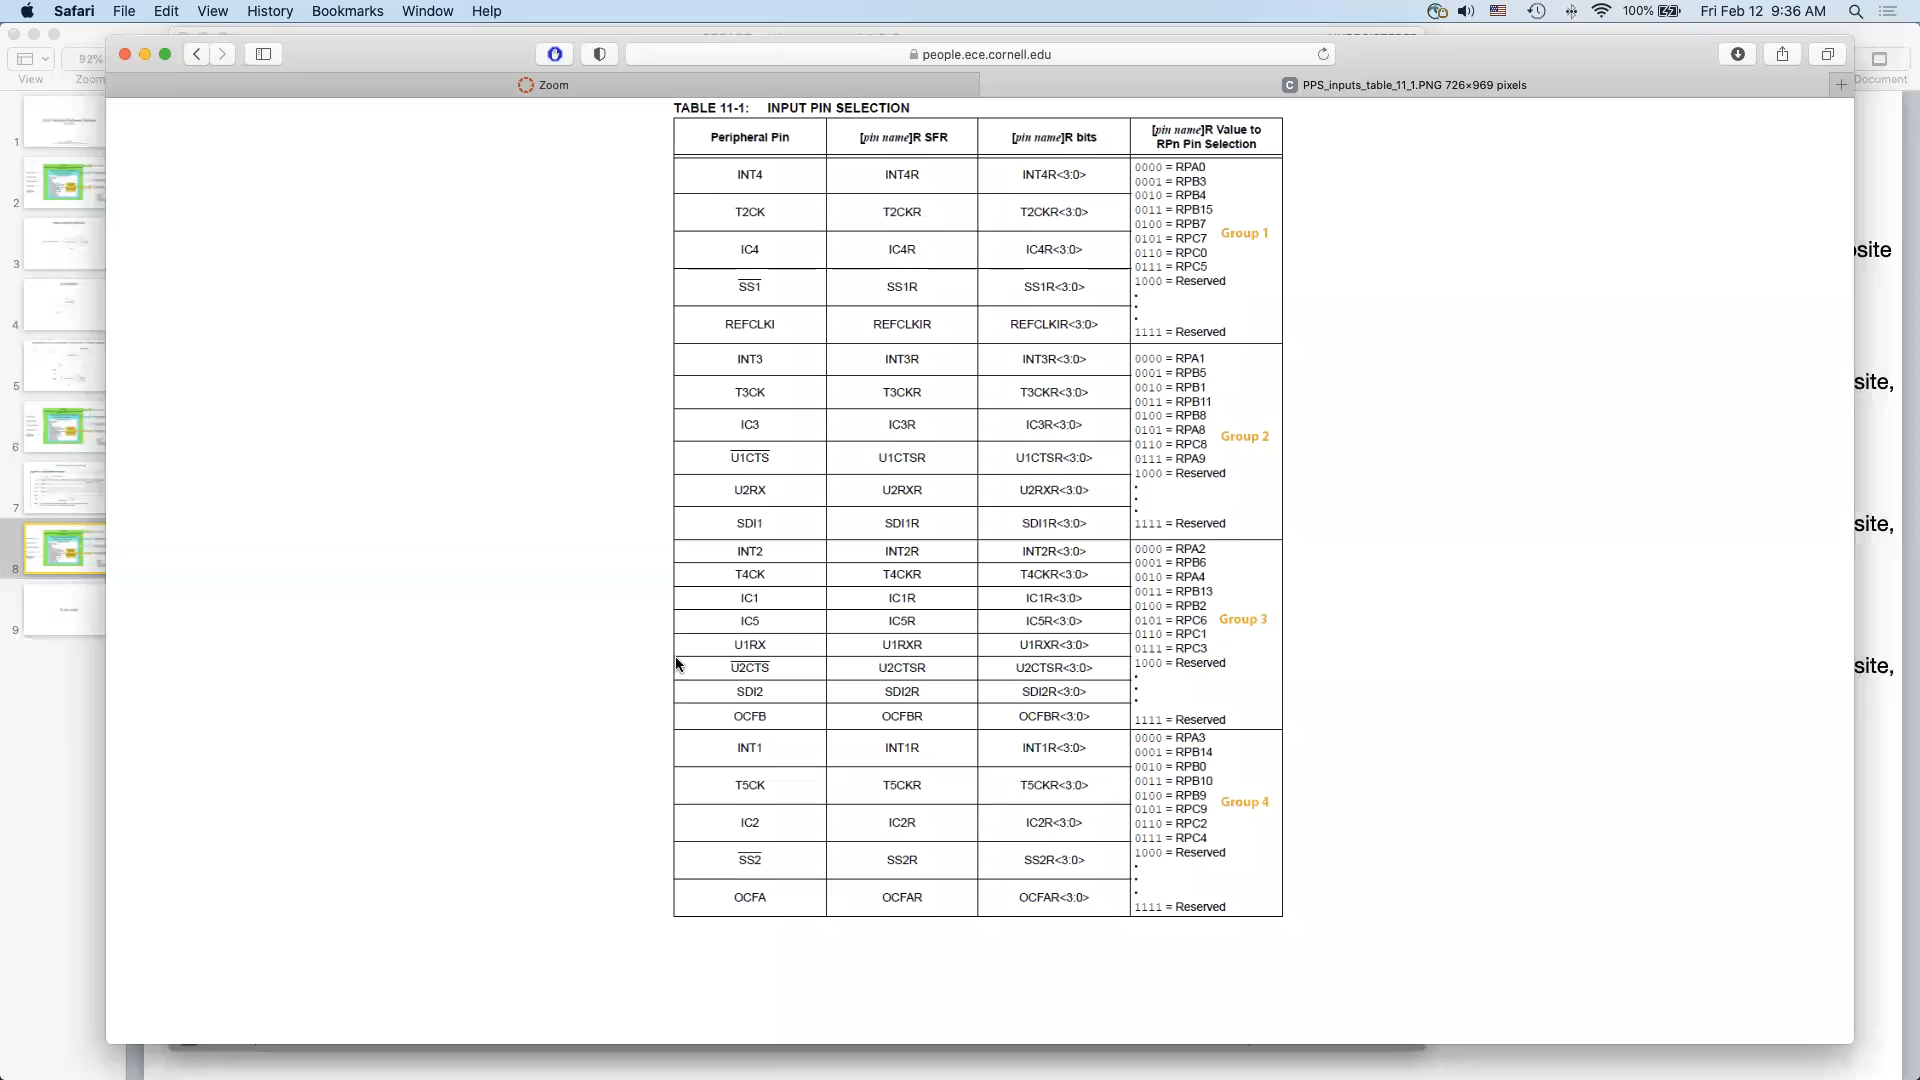 Safari File Edit View History Bookmarks Window Help 100% Fri Feb 12 9:36 AM
92%
View Zoom
people.ece.cornell.edu
Document
Zoom
PPS_inputs_table_11_1.PNG 726×969 pixels
TABLE 11-1: INPUT PIN SELECTION
Peripheral Pin [pin name]R SFR [pin name]R bits [pin name]R Value to RPn Pin Selection
INT4 INT4R INT4R<3:0>
T2CK T2CKR T2CKR<3:0>
IC4 IC4R IC4R<3:0>
SS1 SS1R SS1R<3:0>
REFCLKI REFCLKIR REFCLKIR<3:0>
0000 = RPA0
0001 = RPB3
0010 = RPB4
0011 = RPB15
0100 = RPB7
0101 = RPC7
0110 = RPC0
0111 = RPC5
1000 = Reserved
.
.
.
1111 = Reserved
Group 1
INT3 INT3R INT3R<3:0>
T3CK T3CKR T3CKR<3:0>
IC3 IC3R IC3R<3:0>
U1CTS U1CTSR U1CTSR<3:0>
U2RX U2RXR U2RXR<3:0>
SDI1 SDI1R SDI1R<3:0>
0000 = RPA1
0001 = RPB5
0010 = RPB1
0011 = RPB11
0100 = RPB8
0101 = RPA8
0110 = RPC8
0111 = RPA9
1000 = Reserved
.
.
.
1111 = Reserved
Group 2
INT2 INT2R INT2R<3:0>
T4CK T4CKR T4CKR<3:0>
IC1 IC1R IC1R<3:0>
IC5 IC5R IC5R<3:0>
U1RX U1RXR U1RXR<3:0>
U2CTS U2CTSR U2CTSR<3:0>
SDI2 SDI2R SDI2R<3:0>
OCFB OCFBR OCFBR<3:0>
0000 = RPA2
0001 = RPB6
0010 = RPA4
0011 = RPB13
0100 = RPB2
0101 = RPC6
0110 = RPC1
0111 = RPC3
1000 = Reserved
.
.
.
1111 = Reserved
Group 3
INT1 INT1R INT1R<3:0>
T5CK T5CKR T5CKR<3:0>
IC2 IC2R IC2R<3:0>
SS2 SS2R SS2R<3:0>
OCFA OCFAR OCFAR<3:0>
0000 = RPA3
0001 = RPB14
0010 = RPB0
0011 = RPB10
0100 = RPB9
0101 = RPC9
0110 = RPC2
0111 = RPC4
1000 = Reserved
.
.
.
1111 = Reserved
Group 4
1
2
3
4
5
6
7
8
9
site
site,
site,
site,